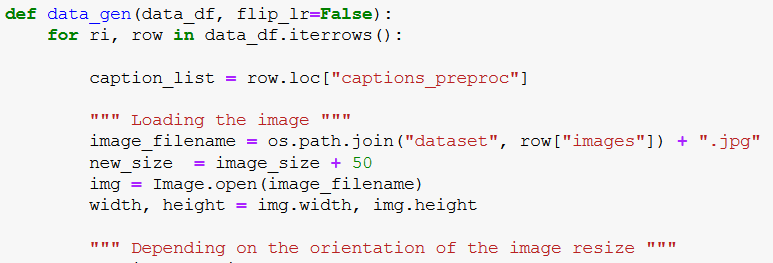 def data_gen(data_df, flip_lr=False):
for ri, row in data_df.iterrows():
caption_list = row.loc["captions_preproc"]
""" Loading the image """
image_filename = os.path.join("dataset", row["images"]) + ".jpg"
new_size  = image_size + 50
img = Image.open(image_filename)
width, height = img.width, img.height
""" Depending on the orientation of the image resize """